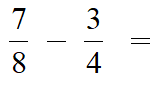 7/8 − 3/4 =